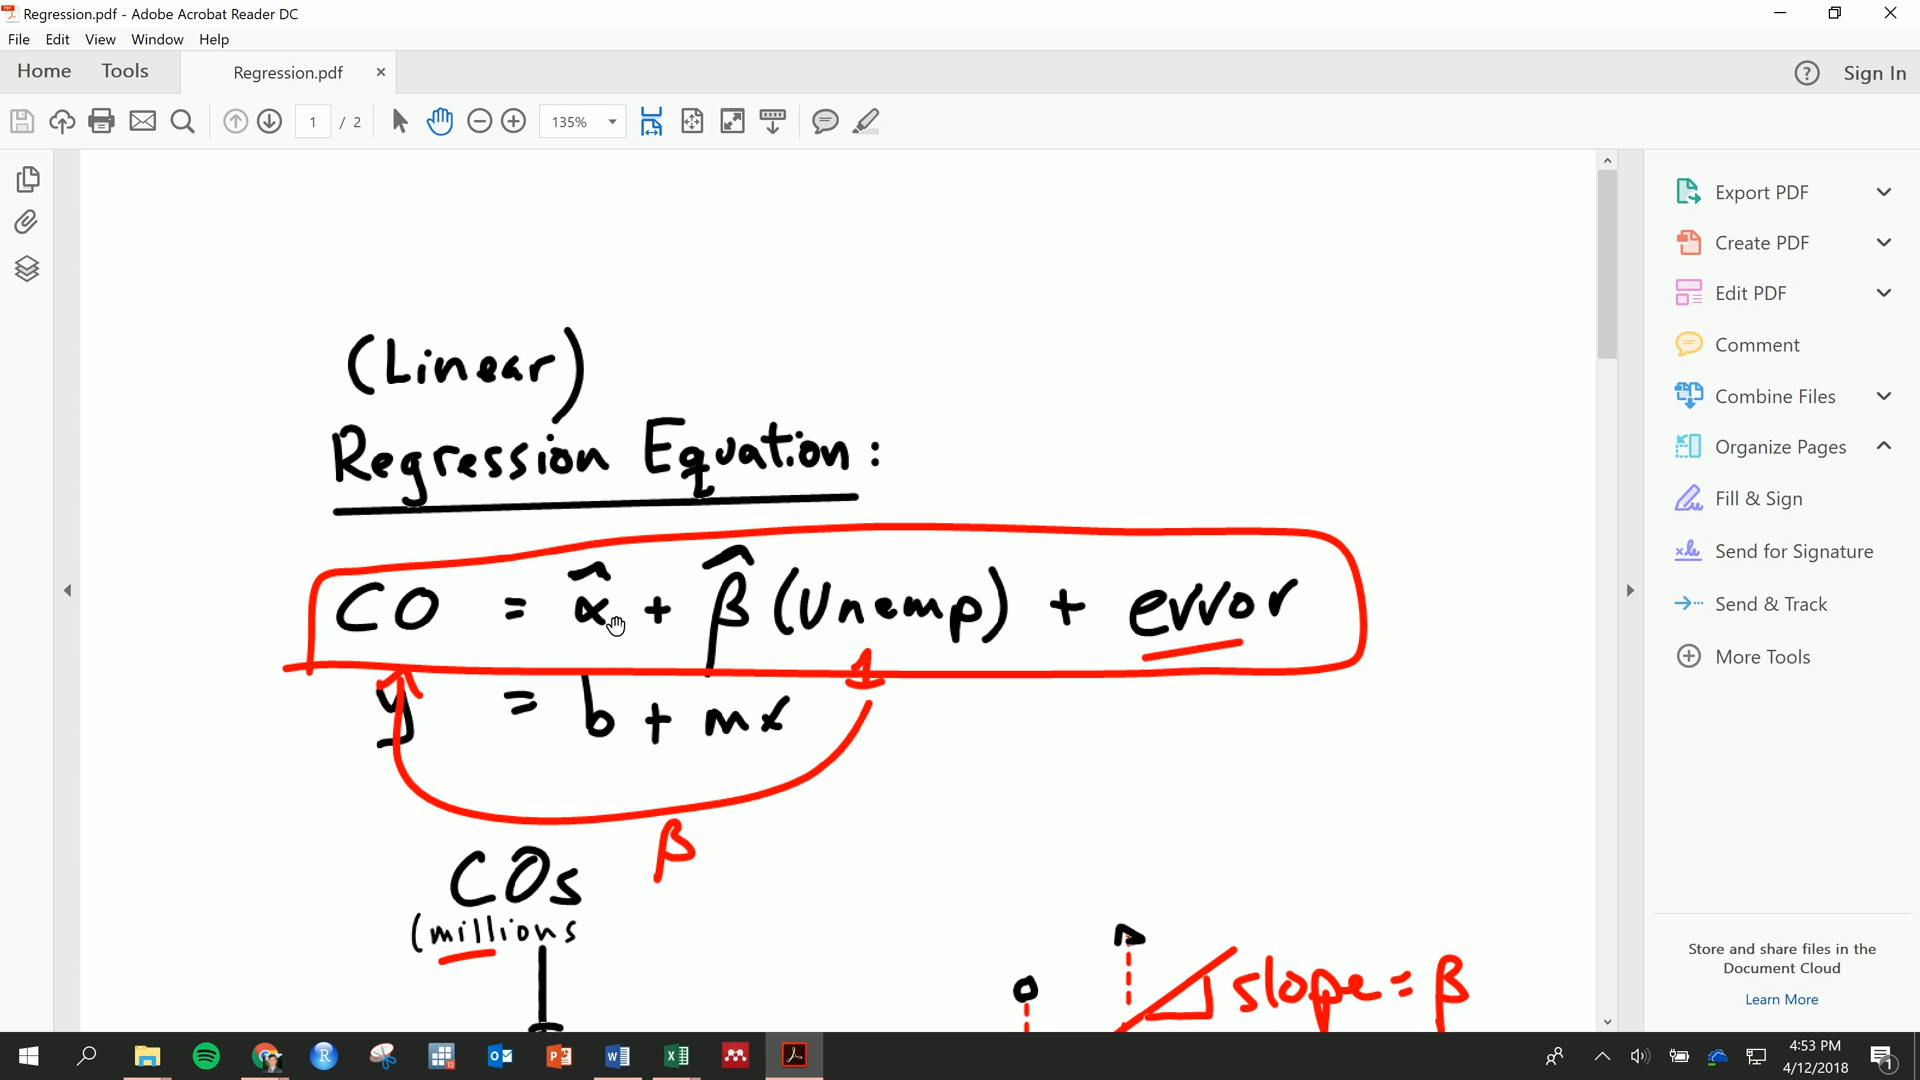 Regression.pdf - Adobe Acrobat Reader DC
File Edit View Window Help
Home Tools Regression.pdf × ? Sign In
1 / 2 135%
Export PDF
Create PDF
Edit PDF
Comment
Combine Files
Organize Pages
Fill & Sign
Send for Signature
Send & Track
More Tools
Store and share files in the
Document Cloud
Learn More
(Linear)
Regression Equation:
CO = α̂ + β̂ (Unemp) + error
y = b + mx
1
β
COs
(millions
slope = β
4:53 PM
4/12/2018
1